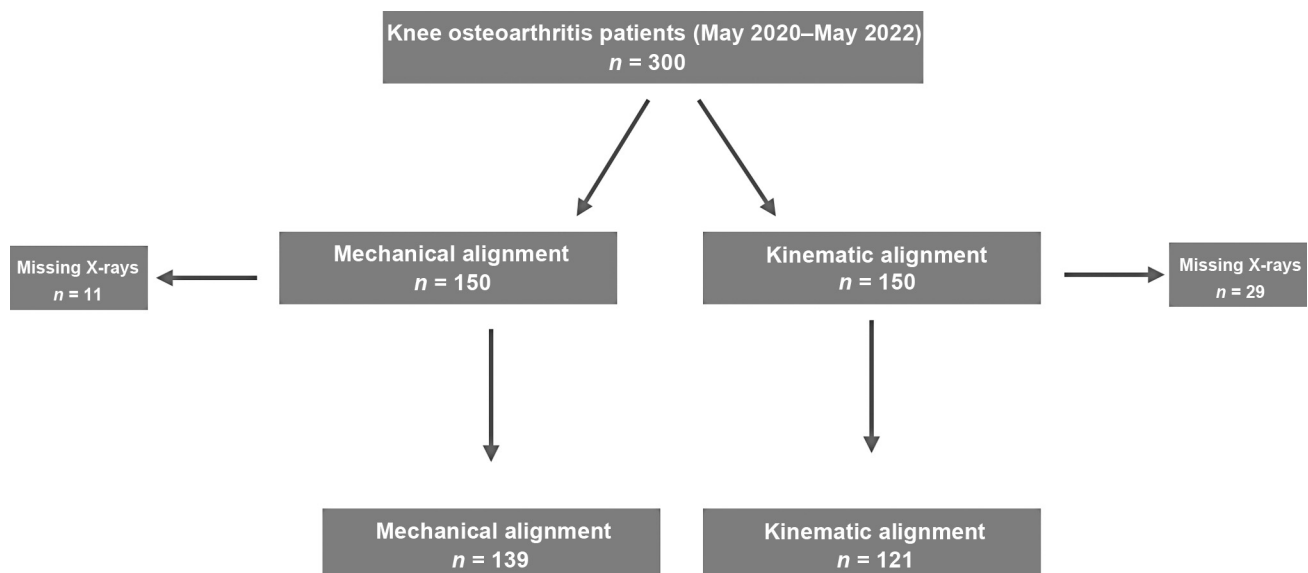 Knee osteoarthritis patients (May 2020–May 2022)
n = 300
Mechanical alignment
n = 150
Kinematic alignment
n = 150
Missing X-rays
n = 11
Missing X-rays
n = 29
Mechanical alignment
n = 139
Kinematic alignment
n = 121